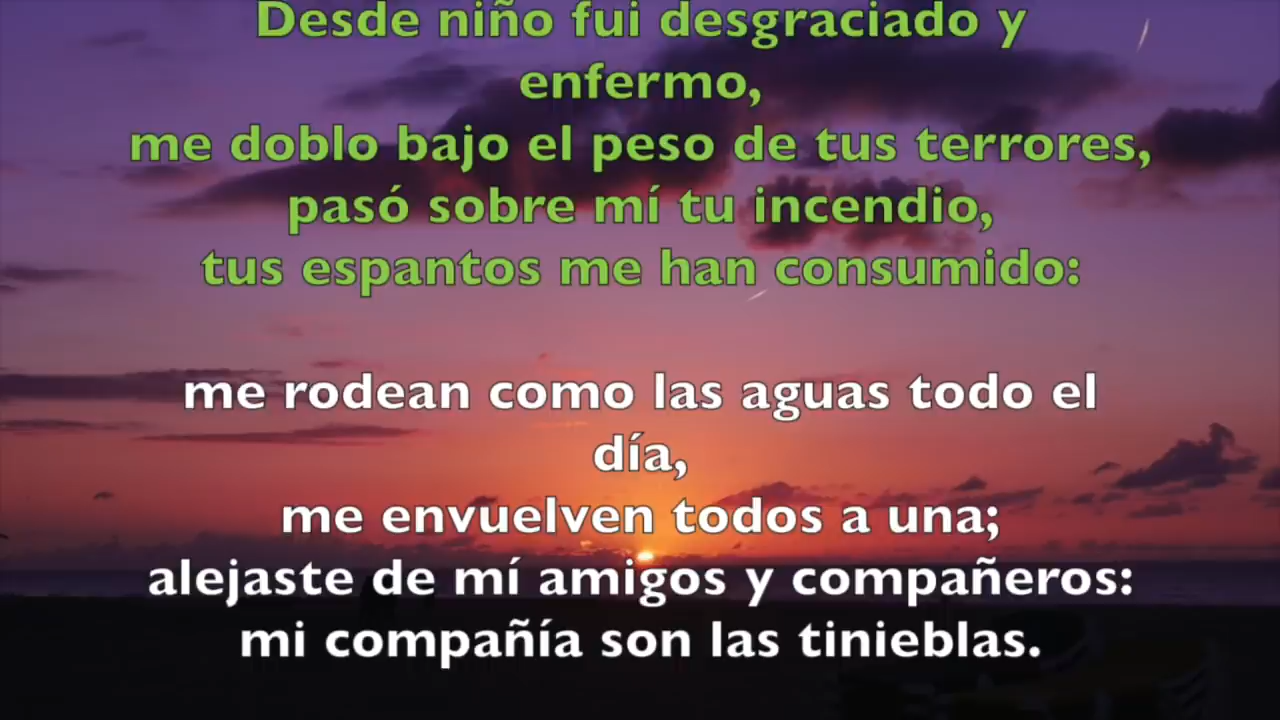 Desde niño fui desgraciado y
enfermo,
me doblo bajo el peso de tus terrores,
pasó sobre mí tu incendio,
tus espantos me han consumido:
me rodean como las aguas todo el
día,
me envuelven todos a una;
alejaste de mí amigos y compañeros:
mi compañía son las tinieblas.